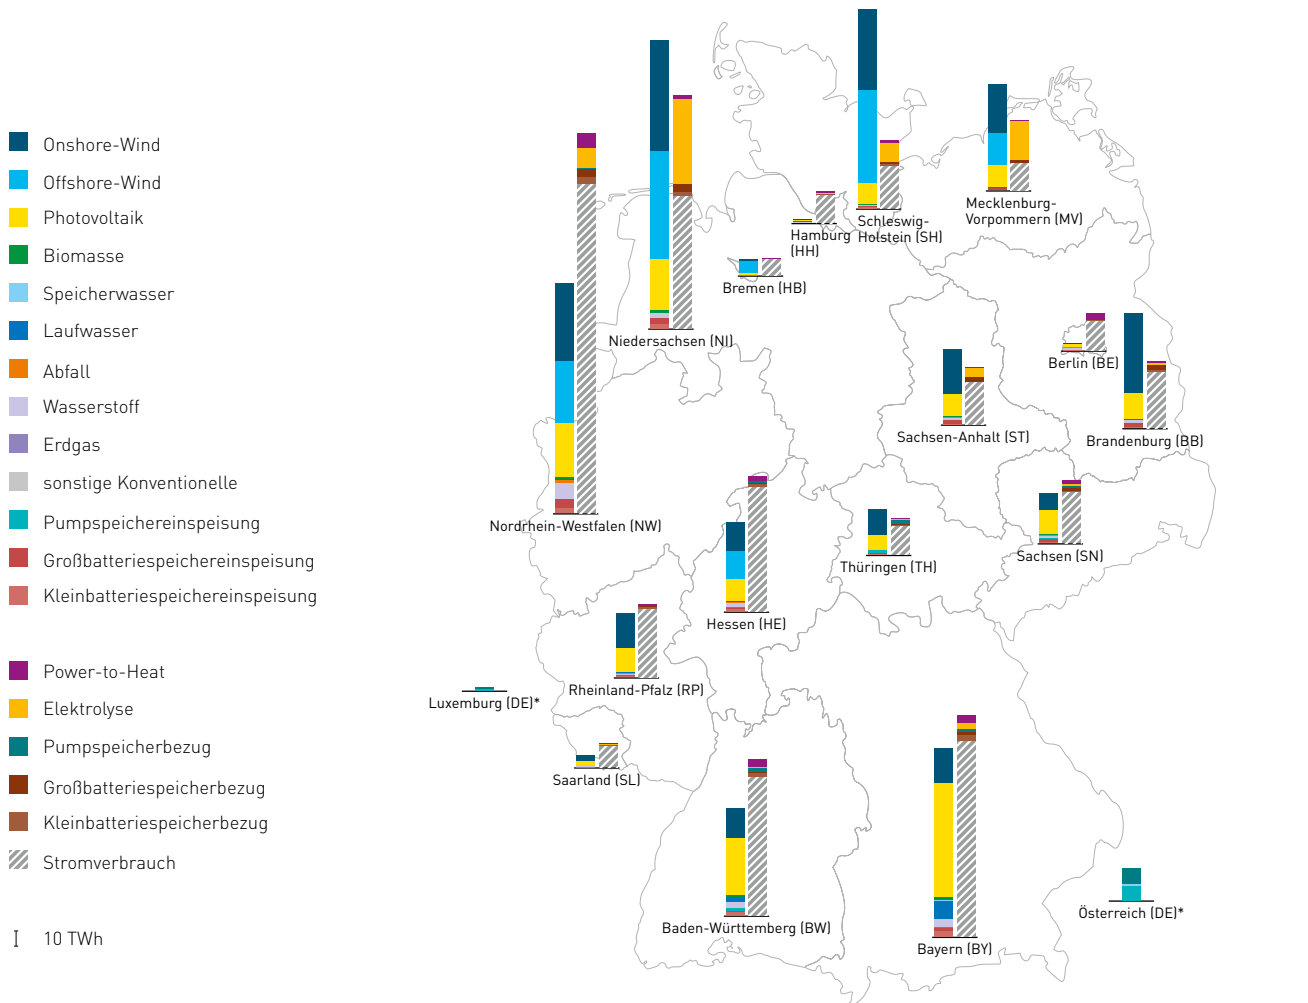 Onshore-Wind
Offshore-Wind
Photovoltaik
Biomasse
Speicherwasser
Laufwasser
Abfall
Wasserstoff
Erdgas
sonstige Konventionelle
Pumpspeichereinspeisung
Großbatteriespeichereinspeisung
Kleinbatteriespeichereinspeisung
Power-to-Heat
Elektrolyse
Pumpspeicherbezug
Großbatteriespeicherbezug
Kleinbatteriespeicherbezug
Stromverbrauch
10 TWh
Mecklenburg-
Vorpommern (MV)
Schleswig-
Holstein (SH)
Hamburg
(HH)
Bremen (HB)
Niedersachsen (NI)
Berlin (BE)
Sachsen-Anhalt (ST)
Brandenburg (BB)
Nordrhein-Westfalen (NW)
Sachsen (SN)
Thüringen (TH)
Hessen (HE)
Rheinland-Pfalz (RP)
Luxemburg (DE)*
Saarland (SL)
Österreich (DE)*
Baden-Württemberg (BW)
Bayern (BY)